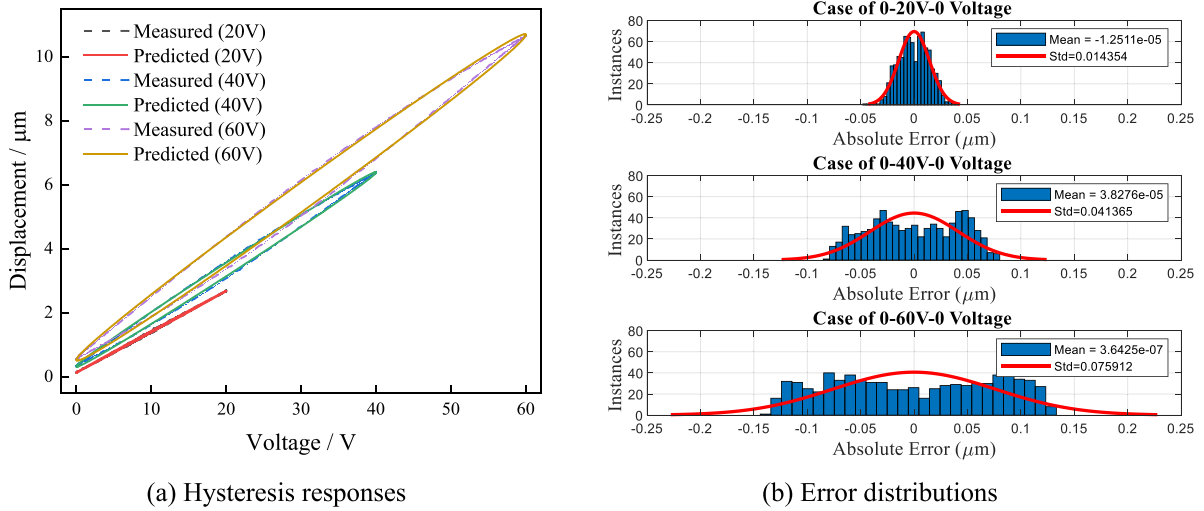 Measured (20V)
Predicted (20V)
Measured (40V)
Predicted (40V)
Measured (60V)
Predicted (60V)
Displacement / μm
10
8
6
4
2
0
0 10 20 30 40 50 60
Voltage / V
(a) Hysteresis responses
Case of 0-20V-0 Voltage
Instances
80
60
40
20
0
Mean = -1.2511e-05
Std=0.014354
-0.25 -0.2 -0.15 -0.1 -0.05 0 0.05 0.1 0.15 0.2 0.25
Absolute Error (μm)
Case of 0-40V-0 Voltage
Instances
80
60
40
20
0
Mean = 3.8276e-05
Std=0.041365
-0.25 -0.2 -0.15 -0.1 -0.05 0 0.05 0.1 0.15 0.2 0.25
Absolute Error (μm)
Case of 0-60V-0 Voltage
Instances
80
60
40
20
0
Mean = 3.6425e-07
Std=0.075912
-0.25 -0.2 -0.15 -0.1 -0.05 0 0.05 0.1 0.15 0.2 0.25
Absolute Error (μm)
(b) Error distributions